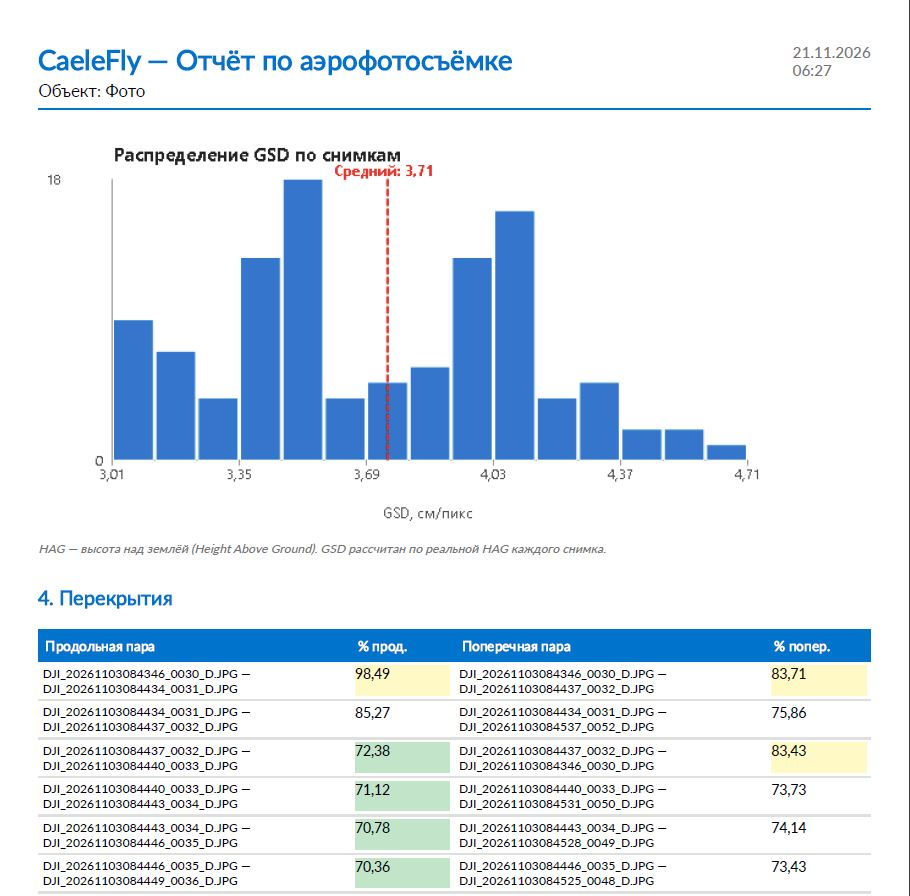 CaeleFly — Отчёт по аэрофотосъёмке
21.11.2026
06:27
Объект: Фото
Распределение GSD по снимкам
Средний: 3,71
18
0
3,01 3,35 3,69 4,03 4,37 4,71
GSD, см/пикс
HAG — высота над землёй (Height Above Ground). GSD рассчитан по реальной HAG каждого снимка.
4. Перекрытия
Продольная пара % прод. Поперечная пара % попер.
DJI_20261103084346_0030_D.JPG — 98,49 DJI_20261103084346_0030_D.JPG — 83,71
DJI_20261103084434_0031_D.JPG DJI_20261103084437_0032_D.JPG
DJI_20261103084434_0031_D.JPG — 85,27 DJI_20261103084434_0031_D.JPG — 75,86
DJI_20261103084437_0032_D.JPG DJI_20261103084537_0052_D.JPG
DJI_20261103084437_0032_D.JPG — 72,38 DJI_20261103084437_0032_D.JPG — 83,43
DJI_20261103084440_0033_D.JPG DJI_20261103084346_0030_D.JPG
DJI_20261103084440_0033_D.JPG — 71,12 DJI_20261103084440_0033_D.JPG — 73,73
DJI_20261103084443_0034_D.JPG DJI_20261103084531_0050_D.JPG
DJI_20261103084443_0034_D.JPG — 70,78 DJI_20261103084443_0034_D.JPG — 74,14
DJI_20261103084446_0035_D.JPG DJI_20261103084528_0049_D.JPG
DJI_20261103084446_0035_D.JPG — 70,36 DJI_20261103084446_0035_D.JPG — 73,43
DJI_20261103084449_0036_D.JPG DJI_20261103084525_0048_D.JPG